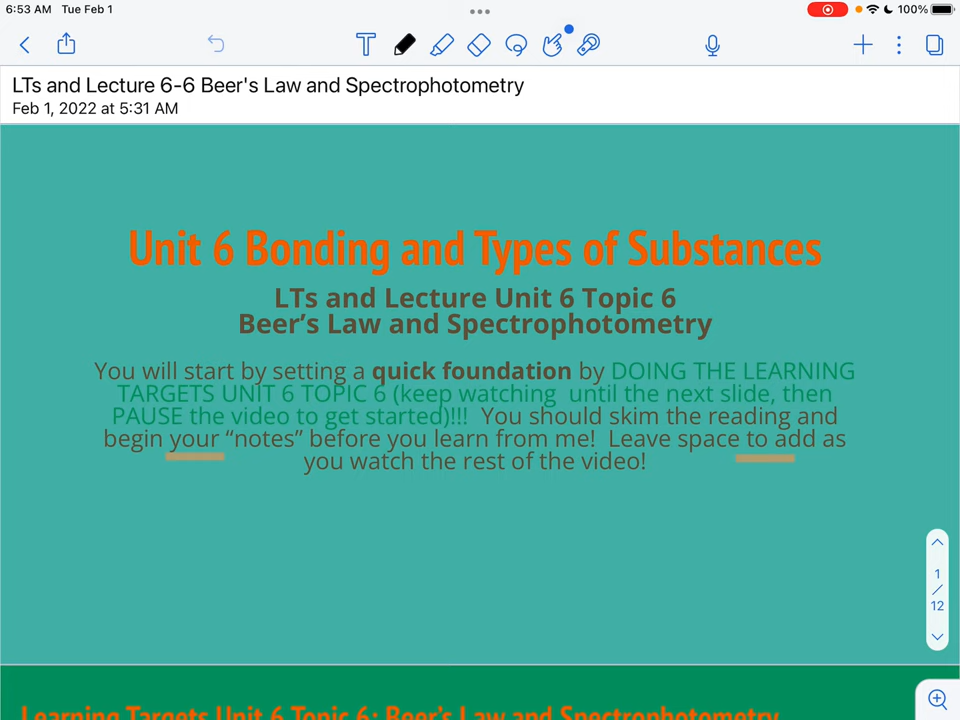 6:53 AM Tue Feb 1
100%
LTs and Lecture 6-6 Beer's Law and Spectrophotometry
Feb 1, 2022 at 5:31 AM
Unit 6 Bonding and Types of Substances
LTs and Lecture Unit 6 Topic 6
Beer’s Law and Spectrophotometry
You will start by setting a quick foundation by DOING THE LEARNING
TARGETS UNIT 6 TOPIC 6 (keep watching until the next slide, then
PAUSE the video to get started)!!! You should skim the reading and
begin your “notes” before you learn from me! Leave space to add as
you watch the rest of the video!
1
/
12
Learning Targets Unit 6 Topic 6: Beer’s Law and Spectrophotometry